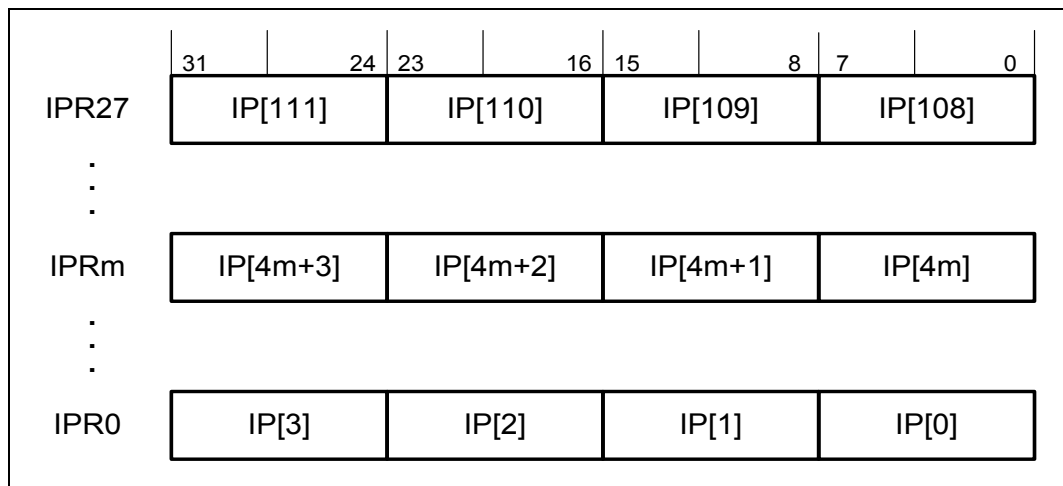 31 24 23 16 15 8 7 0
IPR27 IP[111] IP[110] IP[109] IP[108]
IPRm IP[4m+3] IP[4m+2] IP[4m+1] IP[4m]
IPR0 IP[3] IP[2] IP[1] IP[0]